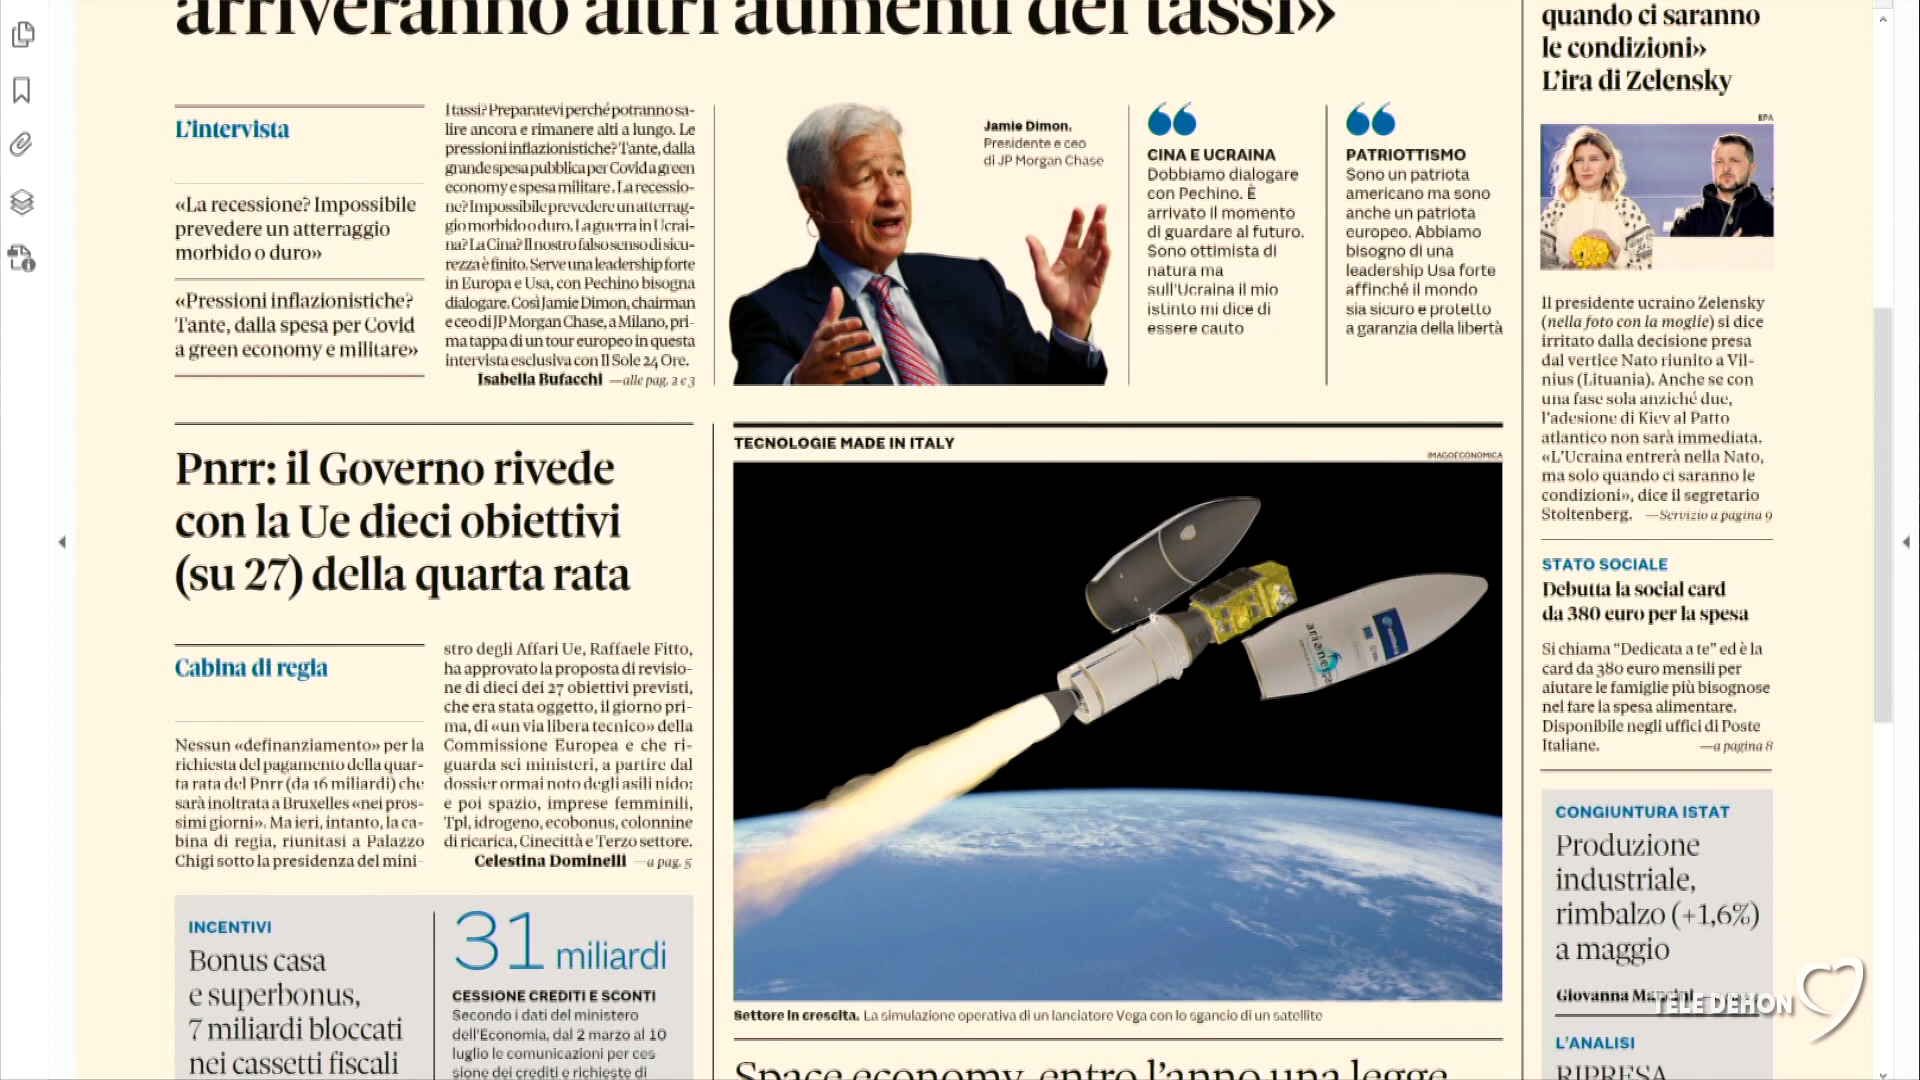 arriveranno altri aumenti dei tassi»
L'intervista
«La recessione? Impossibile
prevedere un atterraggio
morbido o duro»
«Pressioni inflazionistiche?
Tante, dalla spesa per Covid
a green economy e militare»
I tassi? Preparatevi perché potranno sa-
lire ancora e rimanere alti a lungo. Le
pressioni inflazionistiche? Tante, dalla
grande spesa pubblica per Covid a green
economy e spesa militare. La recessio-
ne? Impossibile prevedere un atterrag-
gio morbido o duro. La guerra in Ucrai-
na? La Cina? Il nostro falso senso di sicu-
rezza è finito. Serve una leadership forte
in Europa e Usa, con Pechino bisogna
dialogare. Così Jamie Dimon, chairman
e ceo di JP Morgan Chase, a Milano, pri-
ma tappa di un tour europeo in questa
intervista esclusiva con Il Sole 24 Ore.
Isabella Bufacchi —alle pag. 2 e 3
Jamie Dimon.
Presidente e ceo
di JP Morgan Chase
CINA E UCRAINA
Dobbiamo dialogare
con Pechino. È
arrivato il momento
di guardare al futuro.
Sono ottimista di
natura ma
sull'Ucraina il mio
istinto mi dice di
essere cauto
PATRIOTTISMO
Sono un patriota
americano ma sono
anche un patriota
europeo. Abbiamo
bisogno di una
leadership Usa forte
affinché il mondo
sia sicuro e protetto
a garanzia della libertà
quando ci saranno
le condizioni»
L'ira di Zelensky
EPA
Il presidente ucraino Zelensky
(nella foto con la moglie) si dice
irritato dalla decisione presa
dal vertice Nato riunito a Vil-
nius (Lituania). Anche se con
una fase sola anziché due,
l'adesione di Kiev al Patto
atlantico non sarà immediata.
«L'Ucraina entrerà nella Nato,
ma solo quando ci saranno le
condizioni», dice il segretario
Stoltenberg. —Servizio a pagina 9
STATO SOCIALE
Debutta la social card
da 380 euro per la spesa
Si chiama “Dedicata a te” ed è la
card da 380 euro mensili per
aiutare le famiglie più bisognose
nel fare la spesa alimentare.
Disponibile negli uffici di Poste
Italiane. —a pagina 8
CONGIUNTURA ISTAT
Produzione
industriale,
rimbalzo (+1,6%)
a maggio
Giovanna Mancini
TELE DEHON
L'ANALISI
RIPRESA
Pnrr: il Governo rivede
con la Ue dieci obiettivi
(su 27) della quarta rata
Cabina di regia
Nessun «definanziamento» per la
richiesta del pagamento della quar-
ta rata del Pnrr (da 16 miliardi) che
sarà inoltrata a Bruxelles «nei pros-
simi giorni». Ma ieri, intanto, la ca-
bina di regia, riunitasi a Palazzo
Chigi sotto la presidenza del mini-
stro degli Affari Ue, Raffaele Fitto,
ha approvato la proposta di revisio-
ne di dieci dei 27 obiettivi previsti,
che era stata oggetto, il giorno pri-
ma, di «un via libera tecnico» della
Commissione Europea e che ri-
guarda sei ministeri, a partire dal
dossier ormai noto degli asili nido:
e poi spazio, imprese femminili,
Tpl, idrogeno, ecobonus, colonnine
di ricarica, Cinecittà e Terzo settore.
Celestina Dominelli —a pag. 5
TECNOLOGIE MADE IN ITALY
IMAGOECONOMICA
Settore in crescita. La simulazione operativa di un lanciatore Vega con lo sgancio di un satellite
Space economy, entro l'anno una legge
INCENTIVI
Bonus casa
e superbonus,
7 miliardi bloccati
nei cassetti fiscali
31 miliardi
CESSIONE CREDITI E SCONTI
Secondo i dati del ministero
dell'Economia, dal 2 marzo al 10
luglio le comunicazioni per ces
sione dei crediti e richieste di